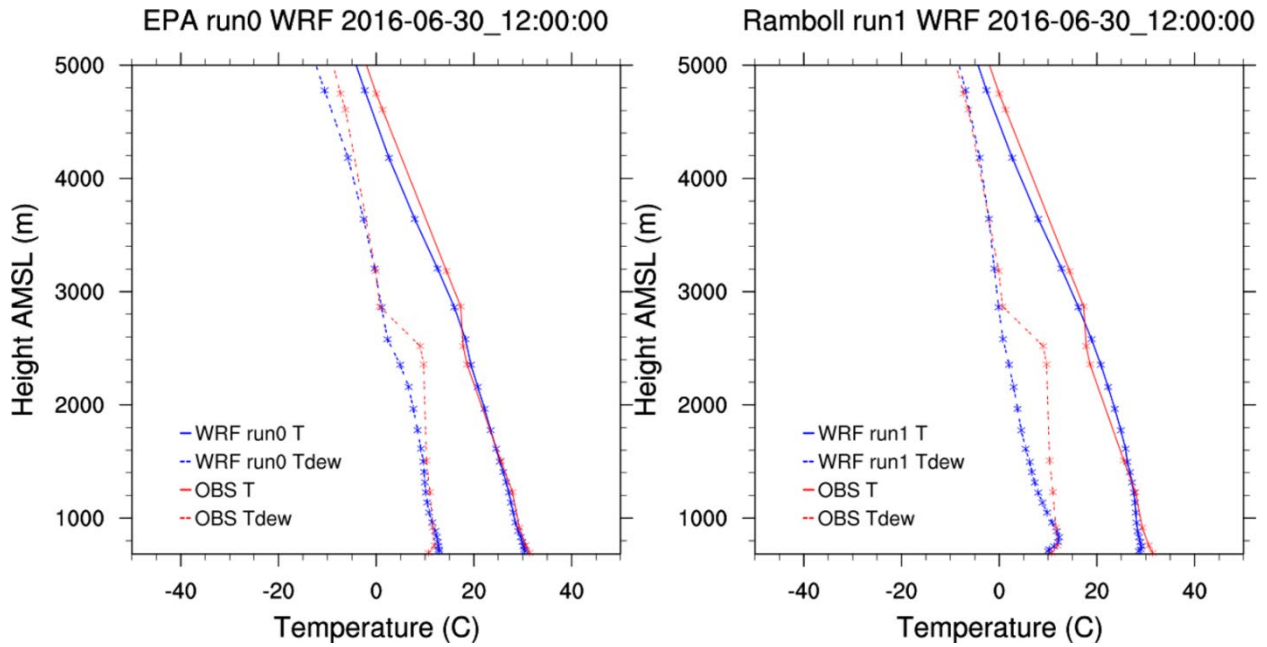 EPA run0 WRF 2016-06-30_12:00:00
5000
4000
3000
2000
1000
Height AMSL (m)
WRF run0 T
WRF run0 Tdew
OBS T
OBS Tdew
-40
-20
0
20
40
Temperature (C)
Ramboll run1 WRF 2016-06-30_12:00:00
5000
4000
3000
2000
1000
Height AMSL (m)
WRF run1 T
WRF run1 Tdew
OBS T
OBS Tdew
-40
-20
0
20
40
Temperature (C)